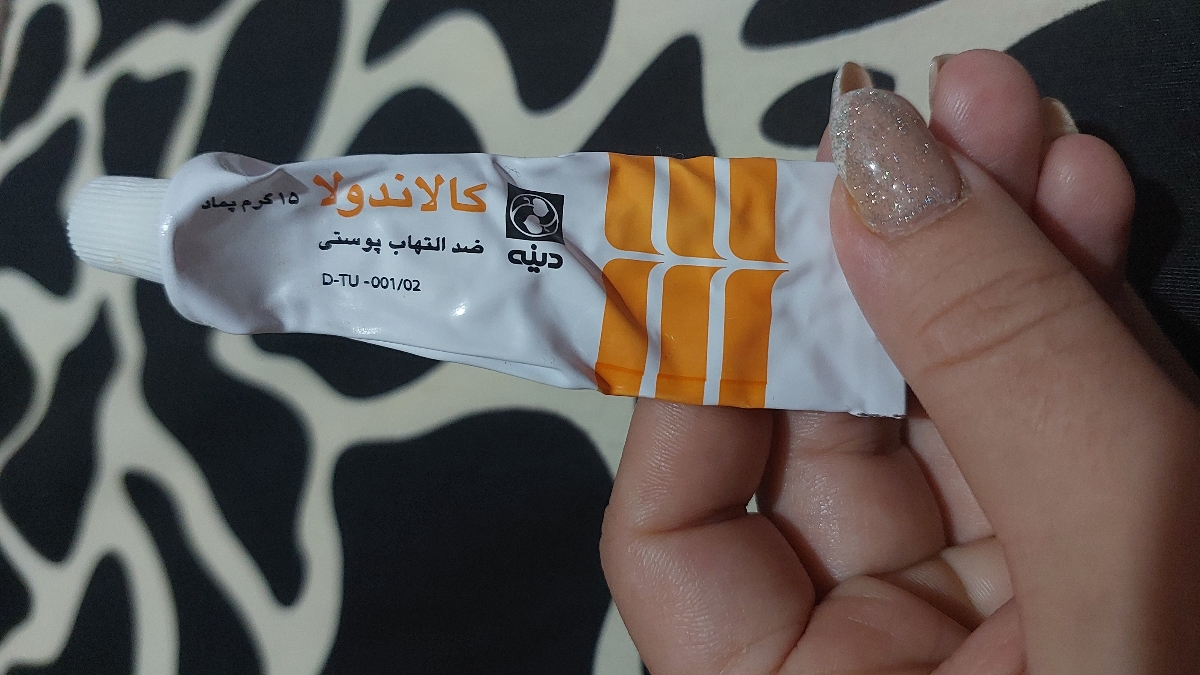 کالاندولا ۱۵ گرم پماد
ضد التهاب پوستی
D-TU -001/02
دینه